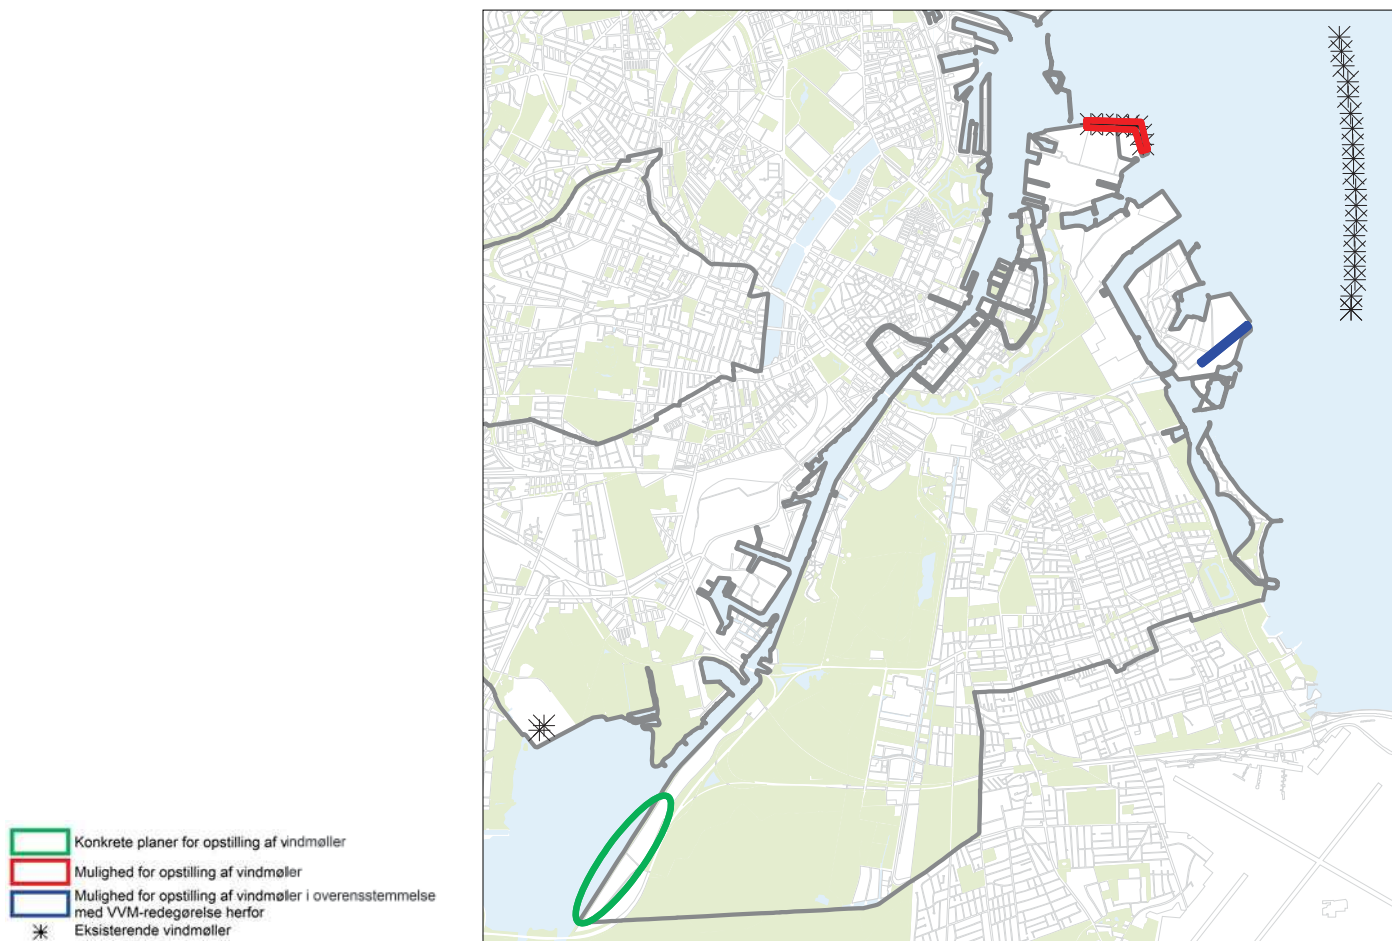 Konkrete planer for opstilling af vindmøller
Mulighed for opstilling af vindmøller
Mulighed for opstilling af vindmøller i overensstemmelse
med VVM-redegørelse herfor
Eksisterende vindmøller